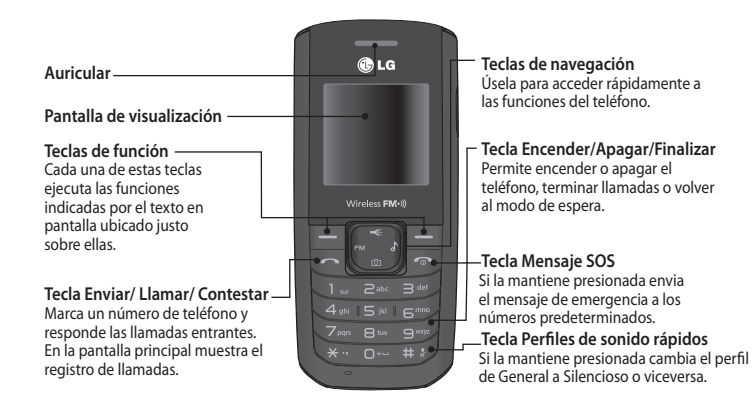 Auricular
Pantalla de visualización
Teclas de función
Cada una de estas teclas
ejecuta las funciones
indicadas por el texto en
pantalla ubicado justo
sobre ellas.
Tecla Enviar/ Llamar/ Contestar
Marca un número de teléfono y
responde las llamadas entrantes.
En la pantalla principal muestra el
registro de llamadas.
LG
Wireless FM
FM
1
2 abc
3 def
4 ghi
5 jkl
6 mno
7 pqrs
8 tuv
9 wxyz
*
0 +
#
Teclas de navegación
Úsela para acceder rápidamente a
las funciones del teléfono.
Tecla Encender/Apagar/Finalizar
Permite encender o apagar el
teléfono, terminar llamadas o volver
al modo de espera.
Tecla Mensaje SOS
Si la mantiene presionada envia
el mensaje de emergencia a los
números predeterminados.
Tecla Perfiles de sonido rápidos
Si la mantiene presionada cambia el perfil
de General a Silencioso o viceversa.